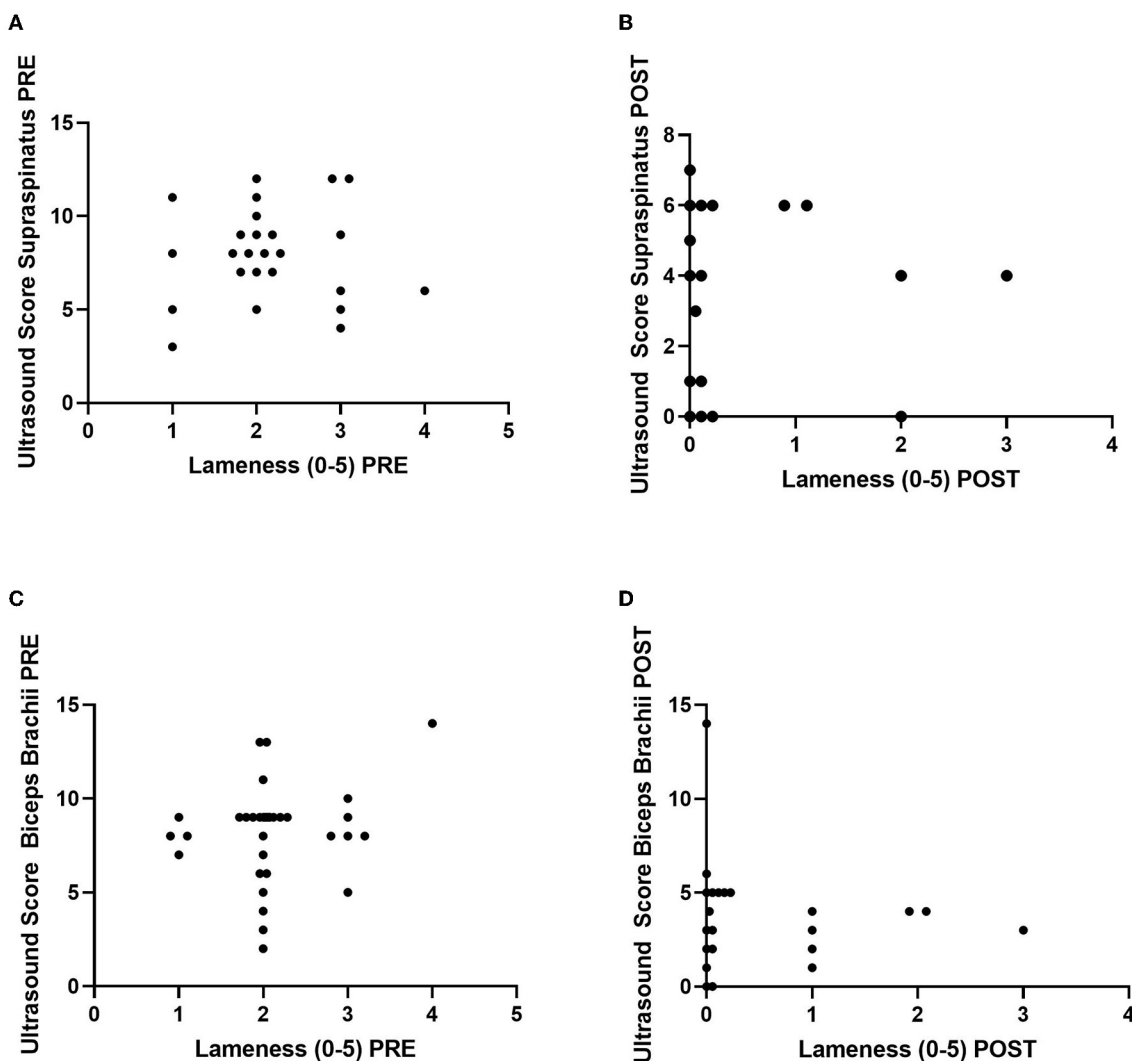 A
Ultrasound Score Supraspinatus PRE
15
10
5
0
0 1 2 3 4 5
Lameness (0-5) PRE
B
Ultrasound Score Supraspinatus POST
8
6
4
2
0
0 1 2 3 4
Lameness (0-5) POST
C
Ultrasound Score Biceps Brachii PRE
15
10
5
0
0 1 2 3 4 5
Lameness (0-5) PRE
D
Ultrasound Score Biceps Brachii POST
15
10
5
0
0 1 2 3 4
Lameness (0-5) POST